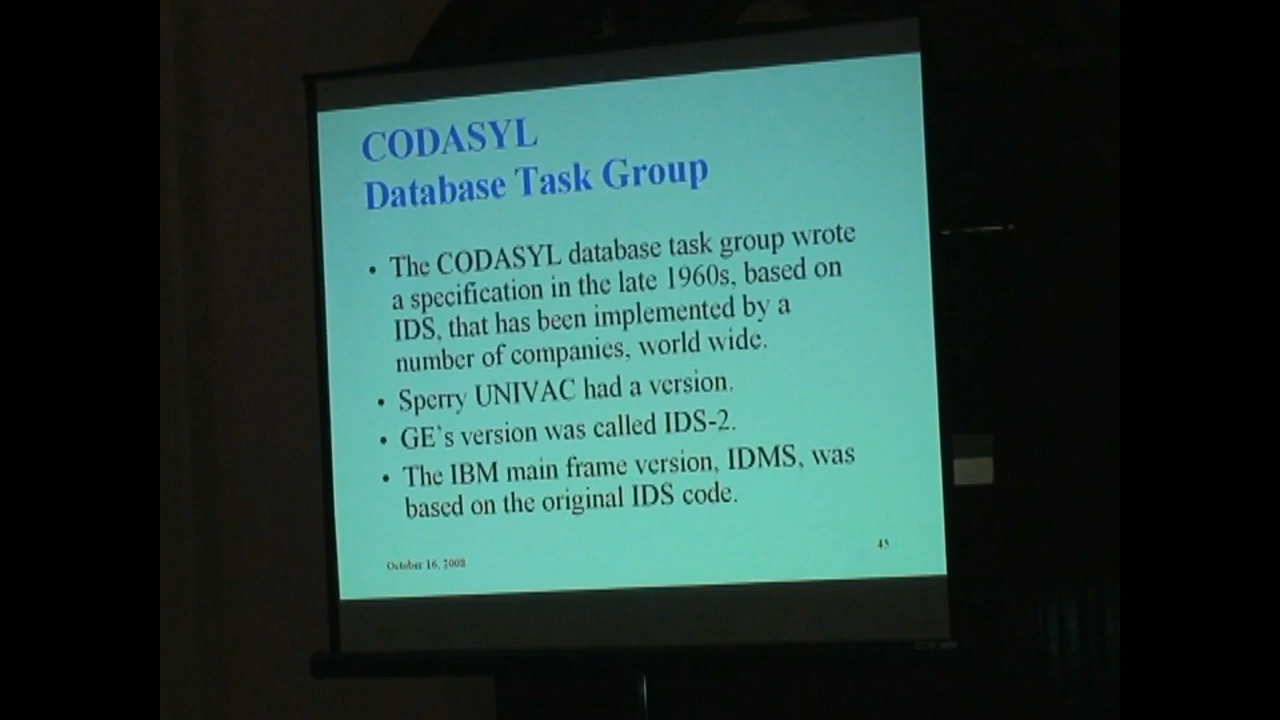 CODASYL
Database Task Group
• The CODASYL database task group wrote
a specification in the late 1960s, based on
IDS, that has been implemented by a
number of companies, world wide.
• Sperry UNIVAC had a version.
• GE's version was called IDS-2.
• The IBM main frame version, IDMS, was
based on the original IDS code.
October 16, 2002
45